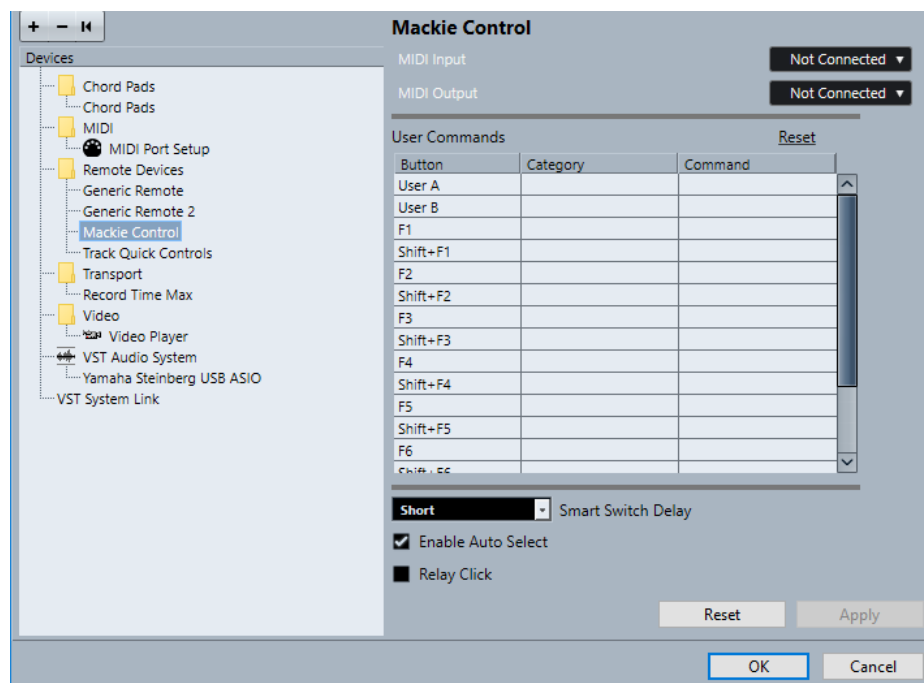 Mackie Control
Devices
MIDI Input Not Connected
Chord Pads
Chord Pads
MIDI Output Not Connected
MIDI
MIDI Port Setup
Remote Devices
Generic Remote
Generic Remote 2
Mackie Control
Track Quick Controls
Transport
Record Time Max
Video
Video Player
VST Audio System
Yamaha Steinberg USB ASIO
VST System Link
User Commands Reset
Button Category Command
User A
User B
F1
Shift+F1
F2
Shift+F2
F3
Shift+F3
F4
Shift+F4
F5
Shift+F5
F6
Shift+F6
Short Smart Switch Delay
Enable Auto Select
Relay Click
Reset Apply
OK Cancel